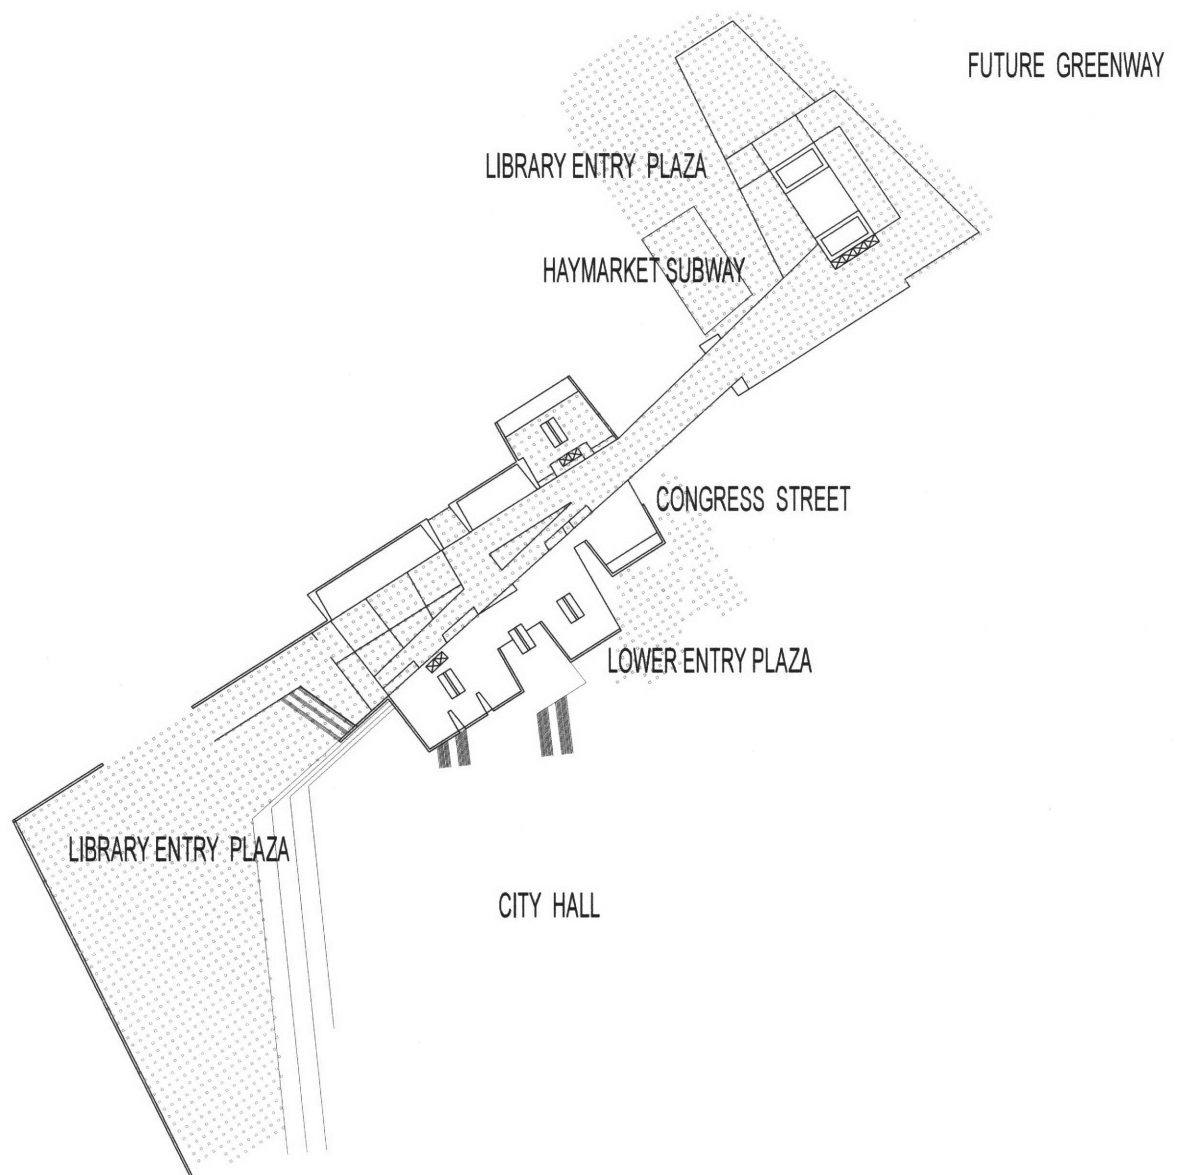 FUTURE GREENWAY
LIBRARY ENTRY PLAZA
HAYMARKET SUBWAY
CONGRESS STREET
LOWER ENTRY PLAZA
LIBRARY ENTRY PLAZA
CITY HALL